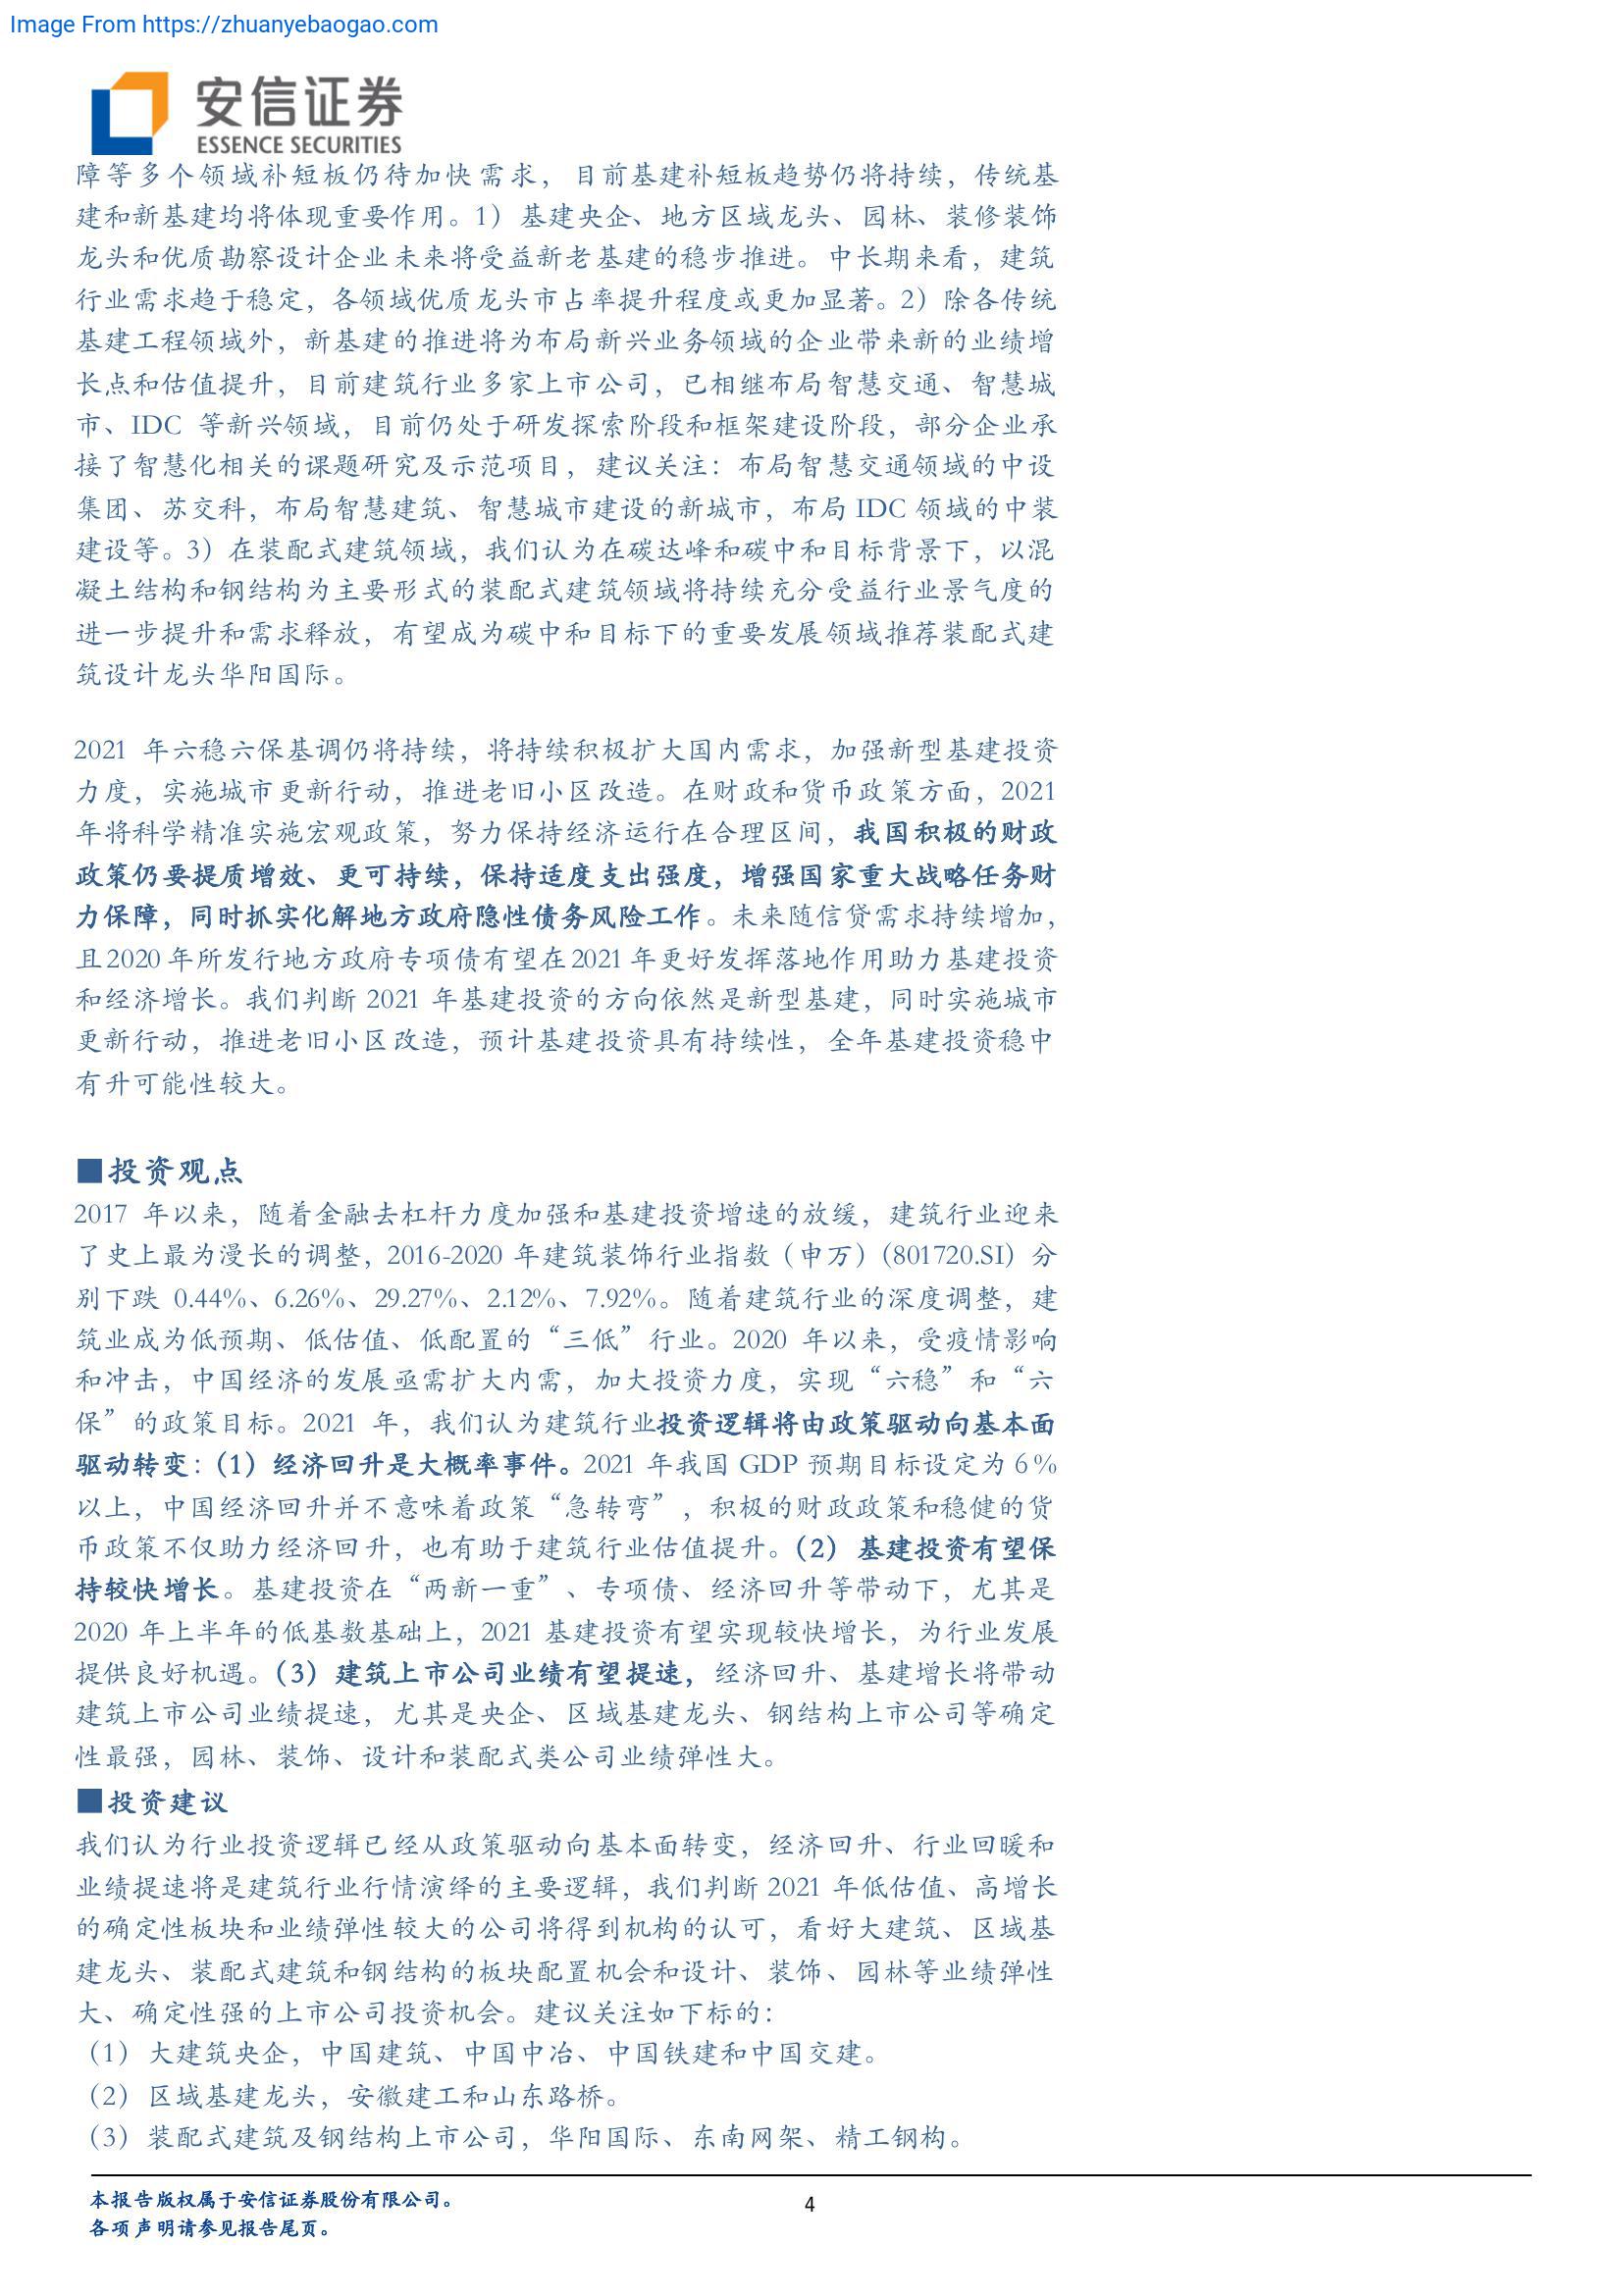 Image From https://zhuanyebaogao.com
安信证券
ESSENCE SECURITIES
障等多个领域补短板仍待加快需求，目前基建补短板趋势仍将持续，传统基
建和新基建均将体现重要作用。1）基建央企、地方区域龙头、园林、装修装饰
龙头和优质勘察设计企业未来将受益新老基建的稳步推进。中长期来看，建筑
行业需求趋于稳定，各领域优质龙头市占率提升程度或更加显著。2）除各传统
基建工程领域外，新基建的推进将为布局新兴业务领域的企业带来新的业绩增
长点和估值提升，目前建筑行业多家上市公司，已相继布局智慧交通、智慧城
市、IDC 等新兴领域，目前仍处于研发探索阶段和框架建设阶段，部分企业承
接了智慧化相关的课题研究及示范项目，建议关注：布局智慧交通领域的中设
集团、苏交科，布局智慧建筑、智慧城市建设的新城市，布局 IDC 领域的中装
建设等。3）在装配式建筑领域，我们认为在碳达峰和碳中和目标背景下，以混
凝土结构和钢结构为主要形式的装配式建筑领域将持续充分受益行业景气度的
进一步提升和需求释放，有望成为碳中和目标下的重要发展领域推荐装配式建
筑设计龙头华阳国际。
2021 年六稳六保基调仍将持续，将持续积极扩大国内需求，加强新型基建投资
力度，实施城市更新行动，推进老旧小区改造。在财政和货币政策方面，2021
年将科学精准实施宏观政策，努力保持经济运行在合理区间，我国积极的财政
政策仍要提质增效、更可持续，保持适度支出强度，增强国家重大战略任务财
力保障，同时抓实化解地方政府隐性债务风险工作。未来随信贷需求持续增加，
且2020 年所发行地方政府专项债有望在2021 年更好发挥落地作用助力基建投资
和经济增长。我们判断 2021 年基建投资的方向依然是新型基建，同时实施城市
更新行动，推进老旧小区改造，预计基建投资具有持续性，全年基建投资稳中
有升可能性较大。
■投资观点
2017 年以来，随着金融去杠杆力度加强和基建投资增速的放缓，建筑行业迎来
了史上最为漫长的调整，2016-2020 年建筑装饰行业指数（申万）(801720.SI）分
别下跌 0.44%、6.26%、29.27%、2.12%、7.92%。随着建筑行业的深度调整，建
筑业成为低预期、低估值、低配置的“三低”行业。2020 年以来，受疫情影响
和冲击，中国经济的发展亟需扩大内需，加大投资力度，实现“六稳”和“六
保”的政策目标。2021 年，我们认为建筑行业投资逻辑将由政策驱动向基本面
驱动转变：（1）经济回升是大概率事件。2021 年我国 GDP 预期目标设定为 6%
以上，中国经济回升并不意味着政策“急转弯”，积极的财政政策和稳健的货
币政策不仅助力经济回升，也有助于建筑行业估值提升。（2）基建投资有望保
持较快增长。基建投资在“两新一重”、专项债、经济回升等带动下，尤其是
2020 年上半年的低基数基础上，2021 基建投资有望实现较快增长，为行业发展
提供良好机遇。（3）建筑上市公司业绩有望提速，经济回升、基建增长将带动
建筑上市公司业绩提速，尤其是央企、区域基建龙头、钢结构上市公司等确定
性最强，园林、装饰、设计和装配式类公司业绩弹性大。
■投资建议
我们认为行业投资逻辑已经从政策驱动向基本面转变，经济回升、行业回暖和
业绩提速将是建筑行业行情演绎的主要逻辑，我们判断 2021 年低估值、高增长
的确定性板块和业绩弹性较大的公司将得到机构的认可，看好大建筑、区域基
建龙头、装配式建筑和钢结构的板块配置机会和设计、装饰、园林等业绩弹性
大、确定性强的上市公司投资机会。建议关注如下标的：
（1）大建筑央企，中国建筑、中国中冶、中国铁建和中国交建。
（2）区域基建龙头，安徽建工和山东路桥。
（3）装配式建筑及钢结构上市公司，华阳国际、东南网架、精工钢构。
本报告版权属于安信证券股份有限公司。
4
各项声明请参见报告尾页。